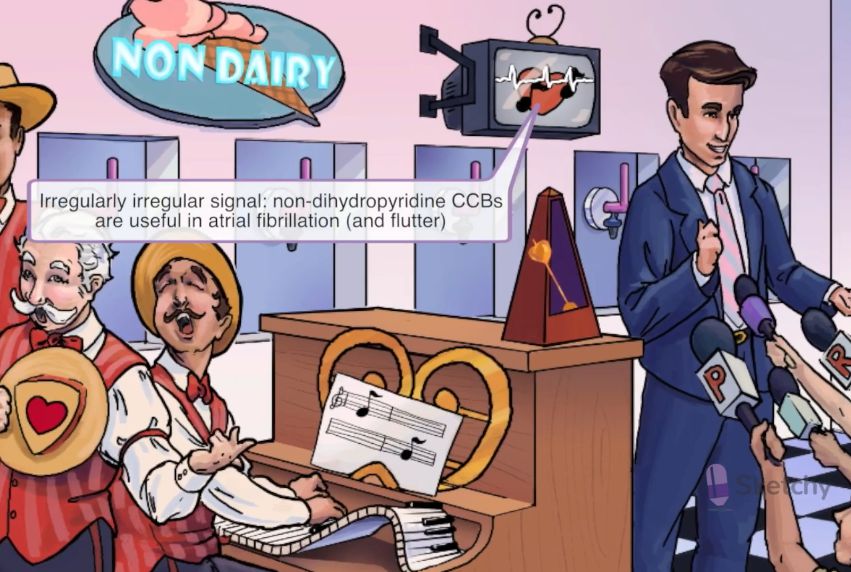 NON DAIRY
Irregularly irregular signal: non-dihydropyridine CCBs
are useful in atrial fibrillation (and flutter)
P
R
Sketchy